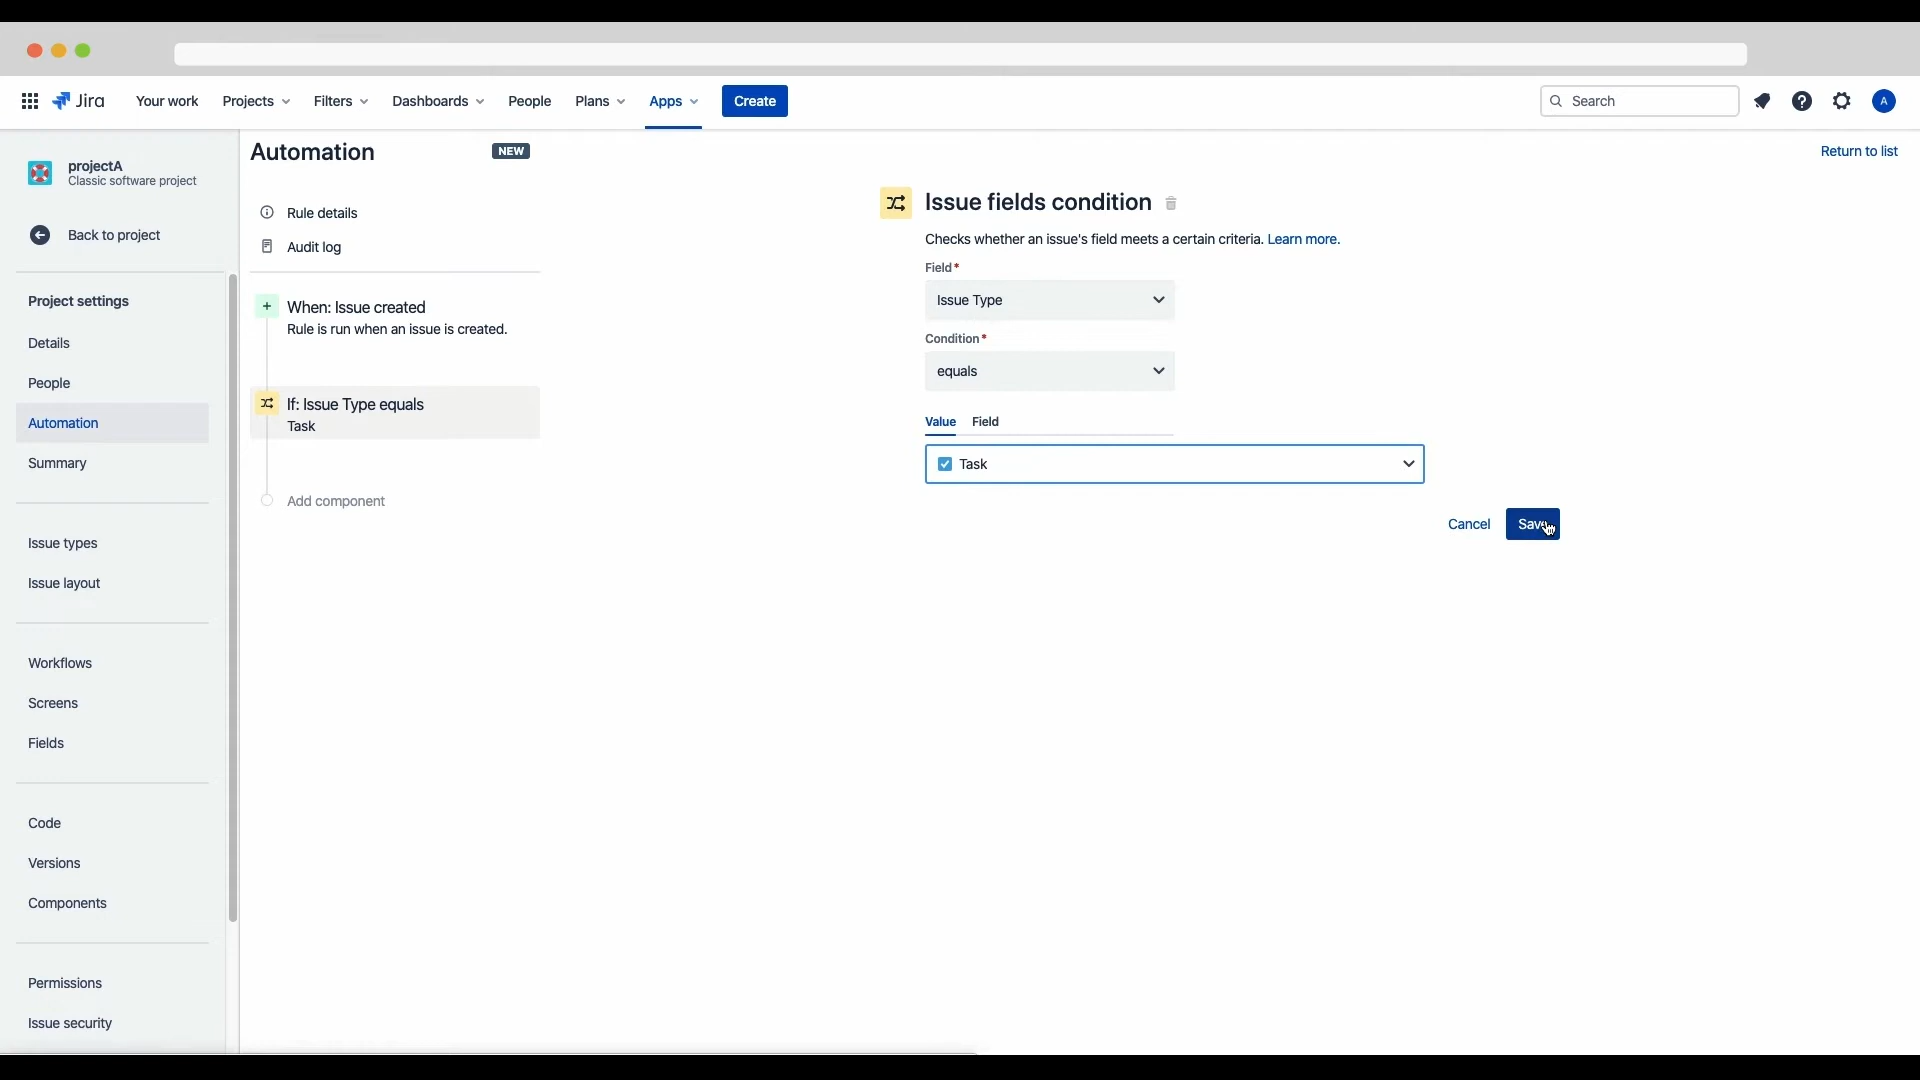 Jira
Your work
Projects
Filters
Dashboards
People
Plans
Apps
Create
Search
A
projectA
Classic software project
Back to project
Project settings
Details
People
Automation
Summary
Issue types
Issue layout
Workflows
Screens
Fields
Code
Versions
Components
Permissions
Issue security
Automation
NEW
Return to list
Rule details
Audit log
When: Issue created
Rule is run when an issue is created.
If: Issue Type equals
Task
Add component
Issue fields condition
Checks whether an issue's field meets a certain criteria. Learn more.
Field*
Issue Type
Condition*
equals
Value Field
Task
Cancel
Save